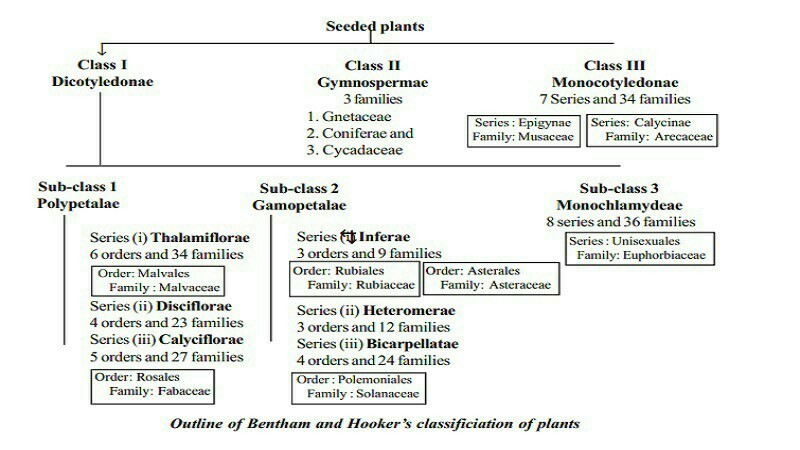 Seeded plants
Class I
Dicotyledonae
Class II
Gymnospermae
3 families
1. Gnetaceae
2. Coniferae and
3. Cycadaceae
Class III
Monocotyledonae
7 Series and 34 families
Series : Epigynae
Family: Musaceae
Series: Calycinae
Family: Arecaceae
Sub-class 1
Polypetalae
Series (i) Thalamiflorae
6 orders and 34 families
Order: Malvales
Family : Malvaceae
Series (ii) Disciflorae
4 orders and 23 families
Series (iii) Calyciflorae
5 orders and 27 families
Order: Rosales
Family: Fabaceae
Sub-class 2
Gamopetalae
Series Inferae
3 orders and 9 families
Order: Rubiales
Family: Rubiaceae
Order: Asterales
Family: Asteraceae
Series (ii) Heteromerae
3 orders and 12 families
Series (iii) Bicarpellatae
4 orders and 24 families
Order : Polemoniales
Family : Solanaceae
Sub-class 3
Monochlamydeae
8 series and 36 families
Series : Unisexuales
Family: Euphorbiaceae
Outline of Bentham and Hooker's classificiation of plants